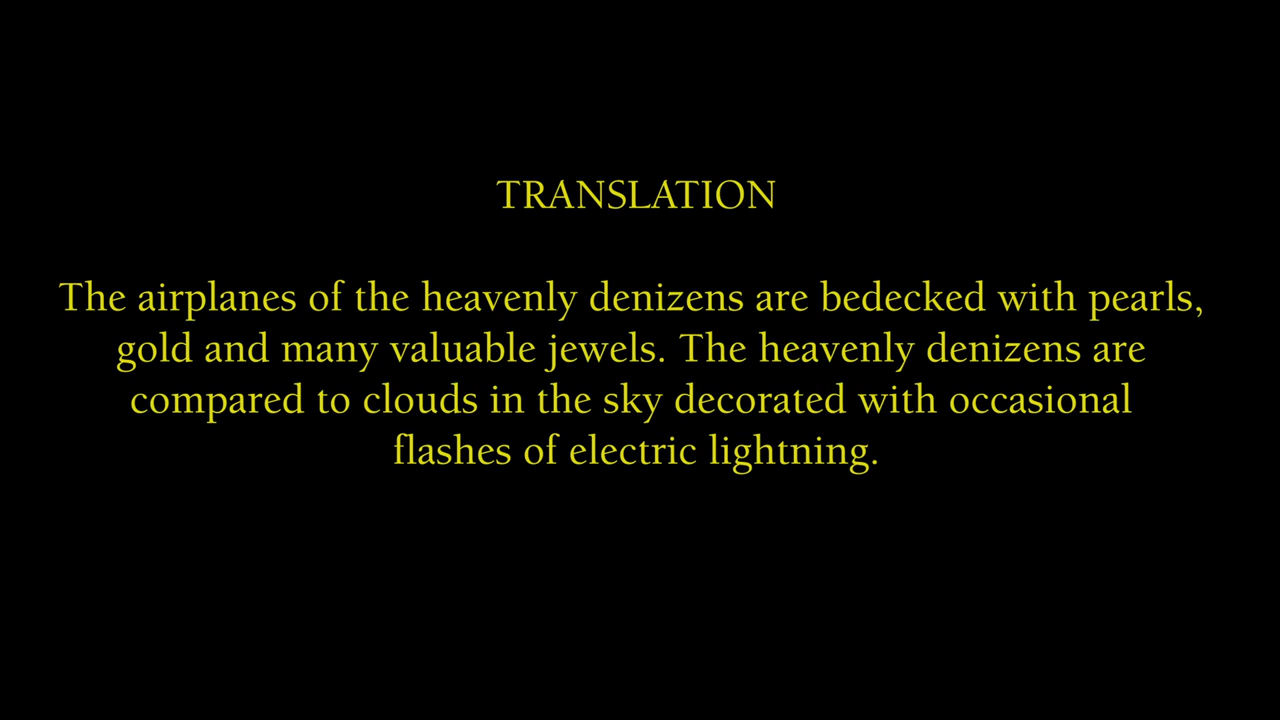 TRANSLATION
The airplanes of the heavenly denizens are bedecked with pearls,
gold and many valuable jewels. The heavenly denizens are
compared to clouds in the sky decorated with occasional
flashes of electric lightning.